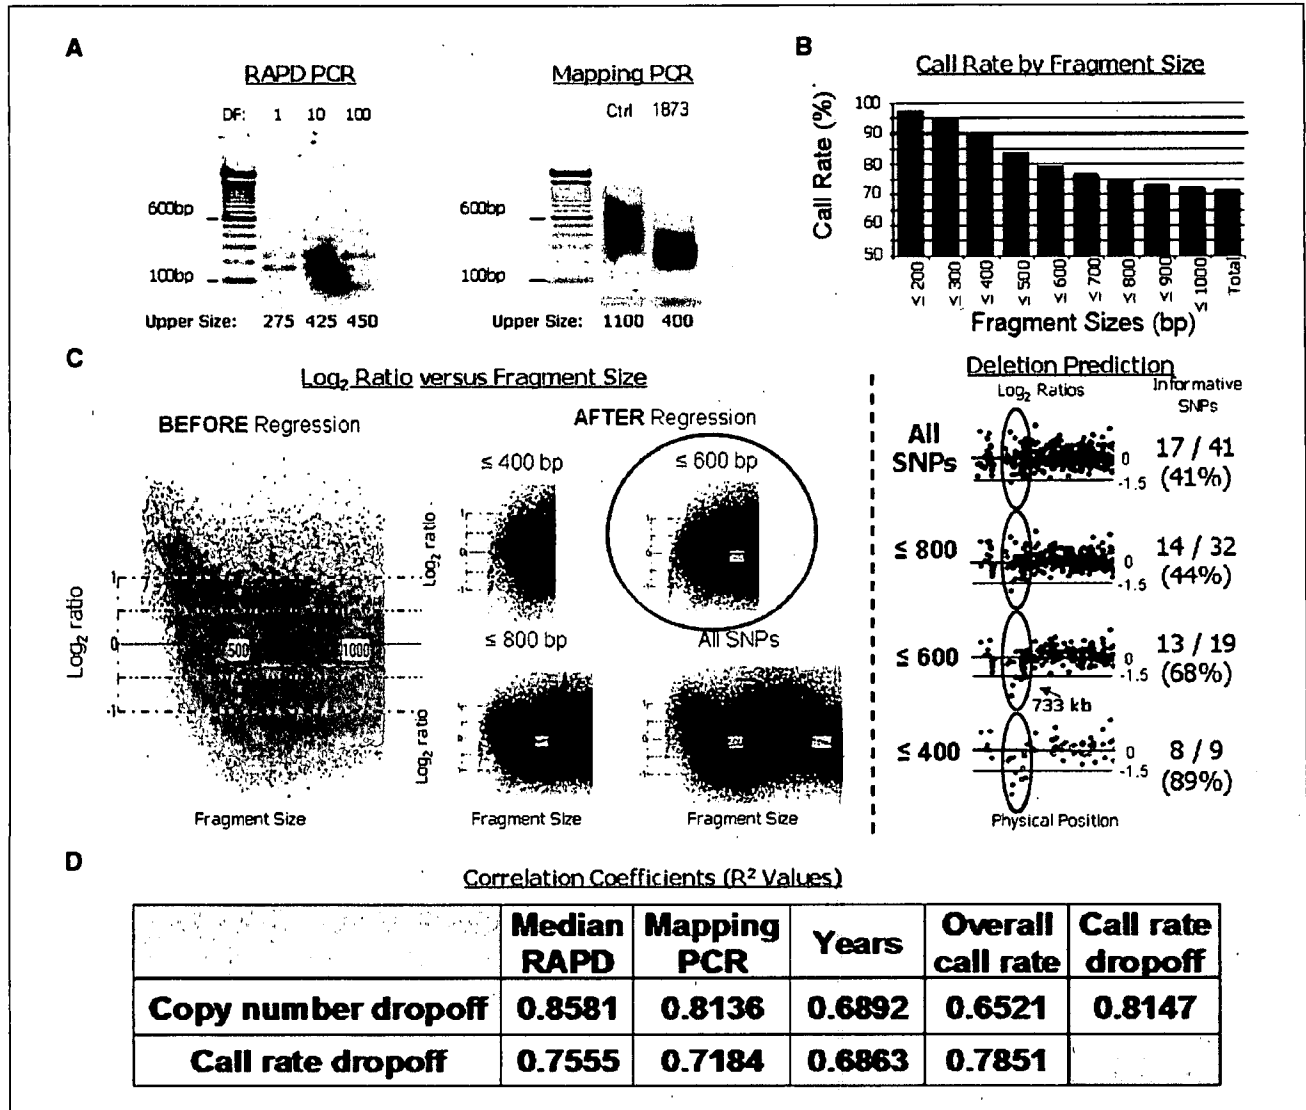 A
RAPD PCR
DF: 1 10 100
600bp
100bp
Upper Size: 275 425 450
Mapping PCR
Ctrl 1873
600bp
100bp
Upper Size: 1100 400
B
Call Rate by Fragment Size
Call Rate (%)
100
90
80
70
60
50
≤ 200
≤ 300
≤ 400
≤ 500
≤ 600
≤ 700
≤ 800
≤ 900
≤ 1000
Total
Fragment Sizes (bp)
C
Log₂ Ratio versus Fragment Size
BEFORE Regression
Log₂ ratio
1
0
-1
500
1000
Fragment Size
AFTER Regression
≤ 400 bp
≤ 600 bp
Log₂ ratio
≤ 800 bp
All SNPs
Log₂ ratio
Fragment Size
Fragment Size
Deletion Prediction
Log₂ Ratios
Informative SNPs
All SNPs
0
-1.5
17 / 41
(41%)
≤ 800
0
-1.5
14 / 32
(44%)
≤ 600
0
-1.5
13 / 19
(68%)
733 kb
≤ 400
0
-1.5
8 / 9
(89%)
Physical Position
D
Correlation Coefficients (R² Values)
Median RAPD
Mapping PCR
Years
Overall call rate
Call rate dropoff
Copy number dropoff 0.8581 0.8136 0.6892 0.6521 0.8147
Call rate dropoff 0.7555 0.7184 0.6863 0.7851